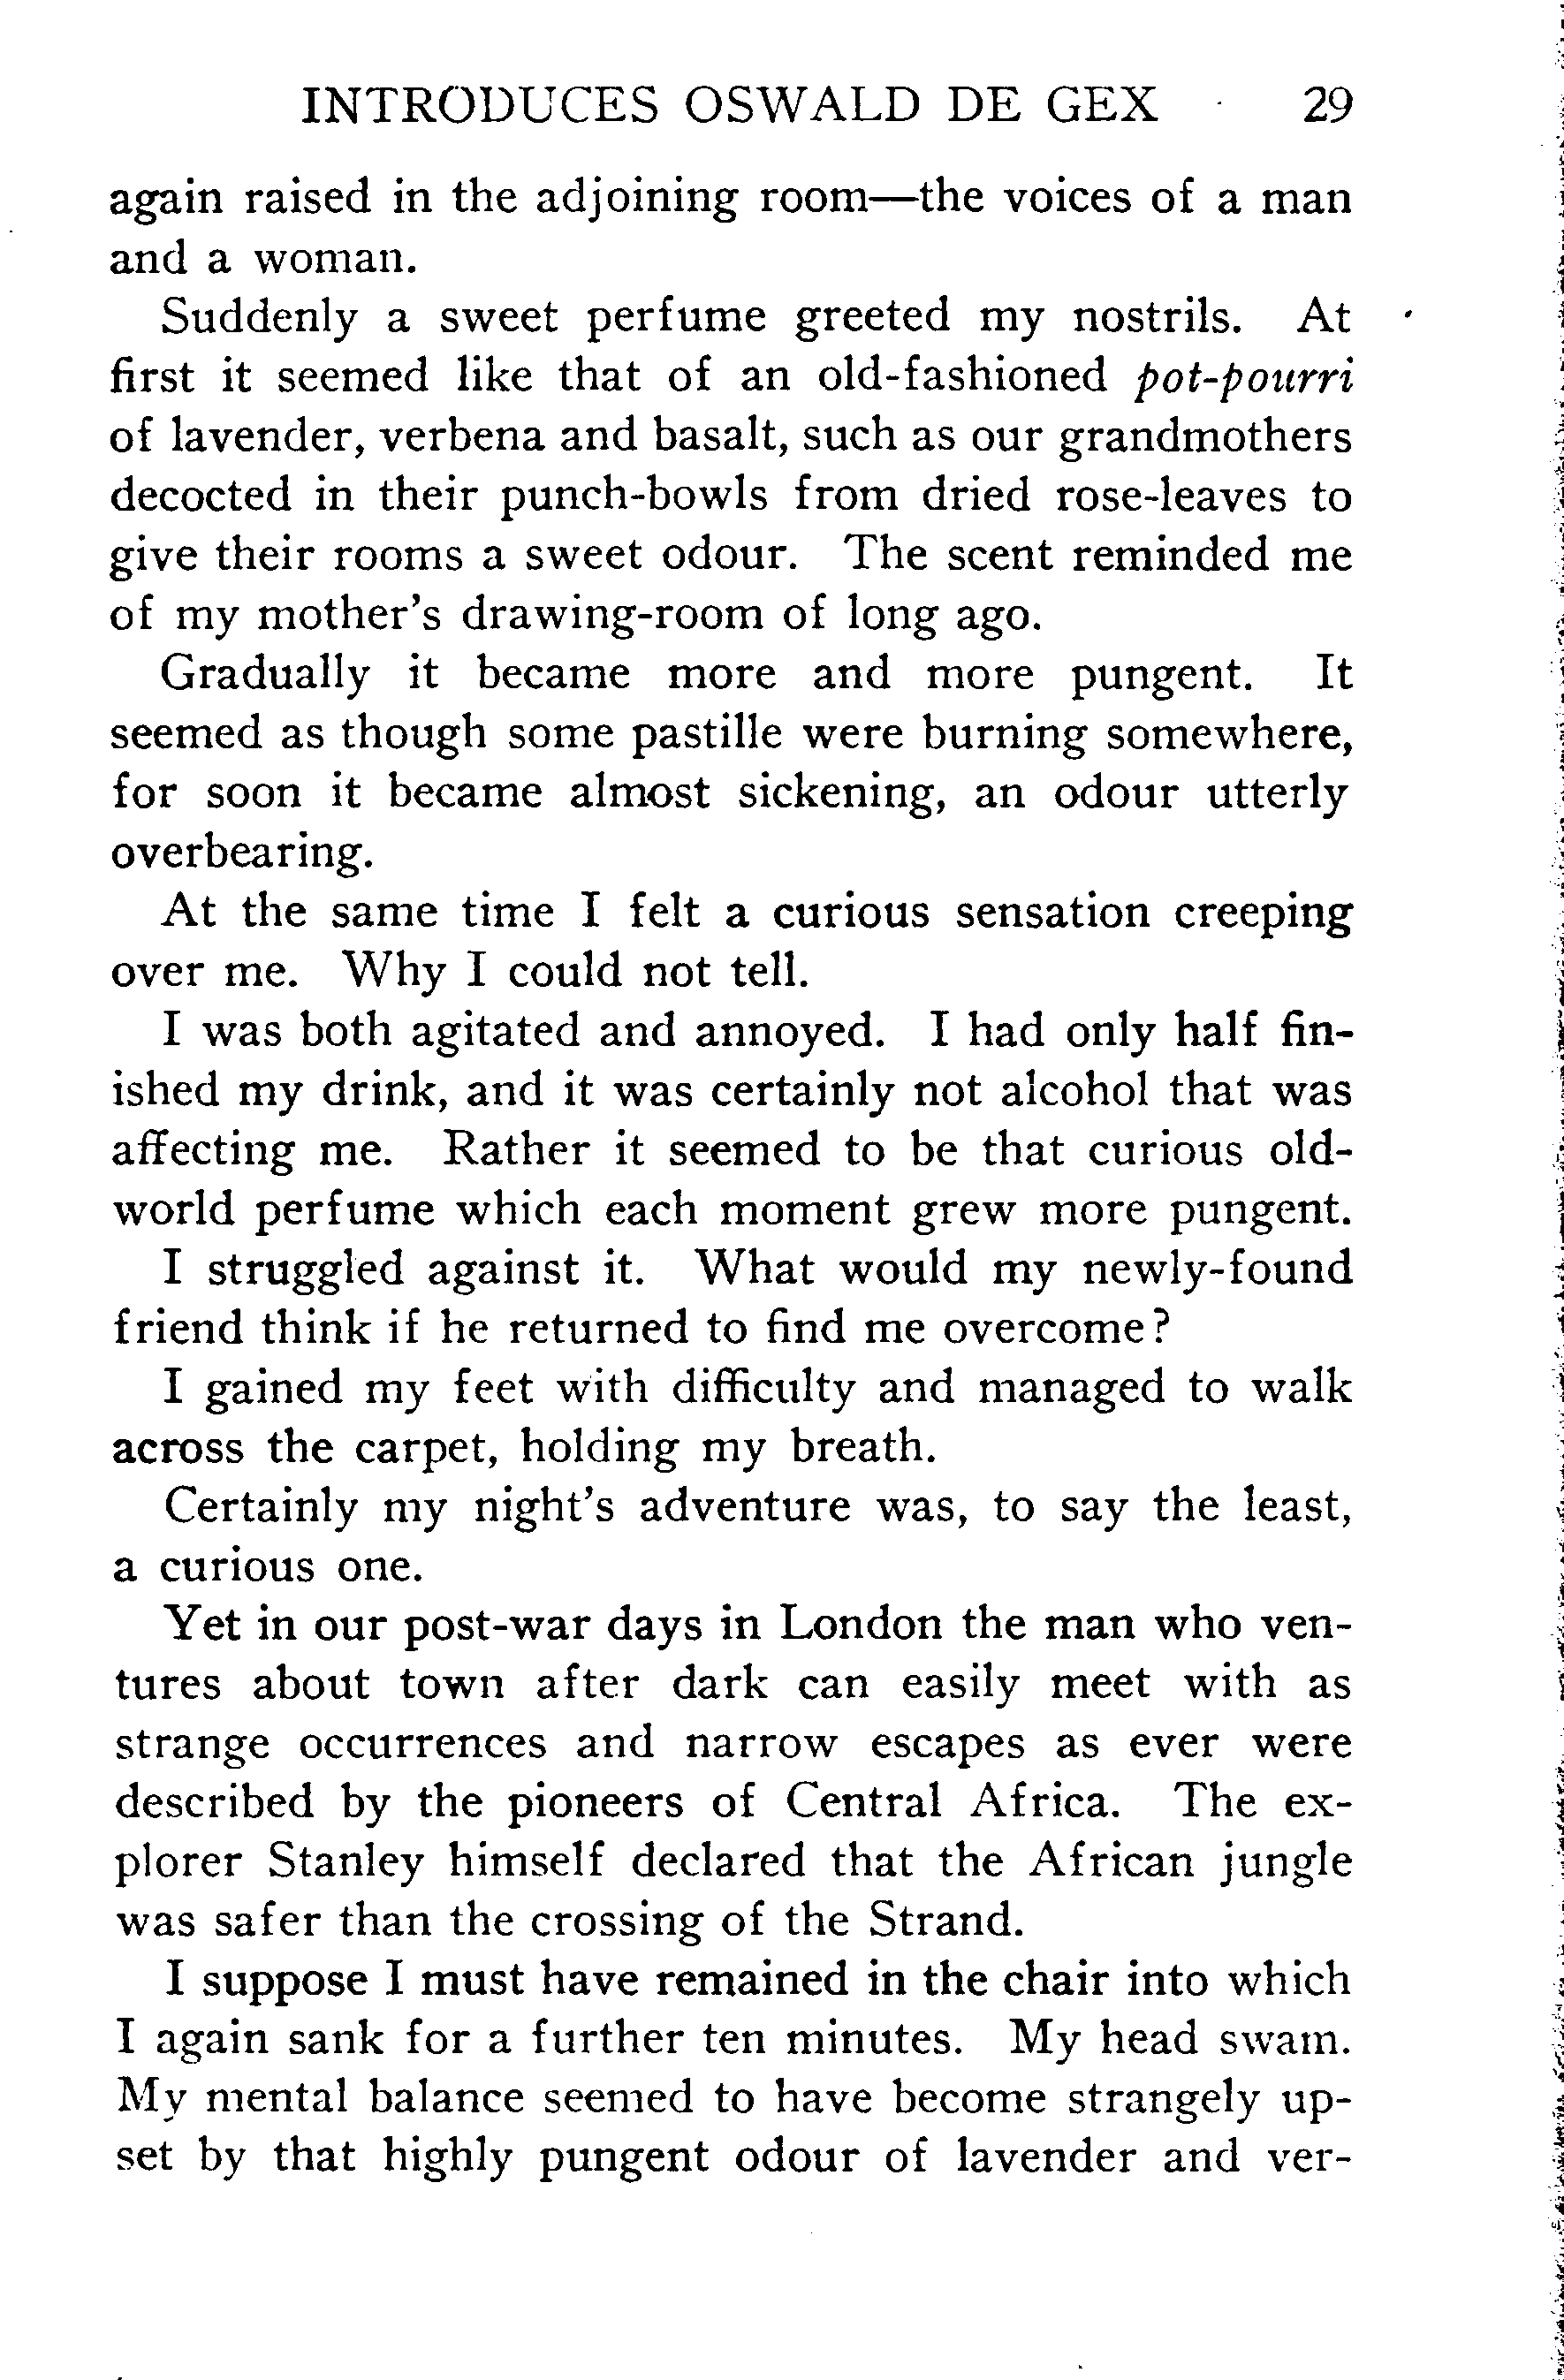 INTRODUCES OSWALD DE GEX 29
again raised in the adjoining room—the voices of a man
and a woman.
Suddenly a sweet perfume greeted my nostrils. At
first it seemed like that of an old-fashioned pot-pourri
of lavender, verbena and basalt, such as our grandmothers
decocted in their punch-bowls from dried rose-leaves to
give their rooms a sweet odour. The scent reminded me
of my mother's drawing-room of long ago.
Gradually it became more and more pungent. It
seemed as though some pastille were burning somewhere,
for soon it became almost sickening, an odour utterly
overbearing.
At the same time I felt a curious sensation creeping
over me. Why I could not tell.
I was both agitated and annoyed. I had only half fin-
ished my drink, and it was certainly not alcohol that was
affecting me. Rather it seemed to be that curious old-
world perfume which each moment grew more pungent.
I struggled against it. What would my newly-found
friend think if he returned to find me overcome?
I gained my feet with difficulty and managed to walk
across the carpet, holding my breath.
Certainly my night's adventure was, to say the least,
a curious one.
Yet in our post-war days in London the man who ven-
tures about town after dark can easily meet with as
strange occurrences and narrow escapes as ever were
described by the pioneers of Central Africa. The ex-
plorer Stanley himself declared that the African jungle
was safer than the crossing of the Strand.
I suppose I must have remained in the chair into which
I again sank for a further ten minutes. My head swam.
My mental balance seemed to have become strangely up-
set by that highly pungent odour of lavender and ver-